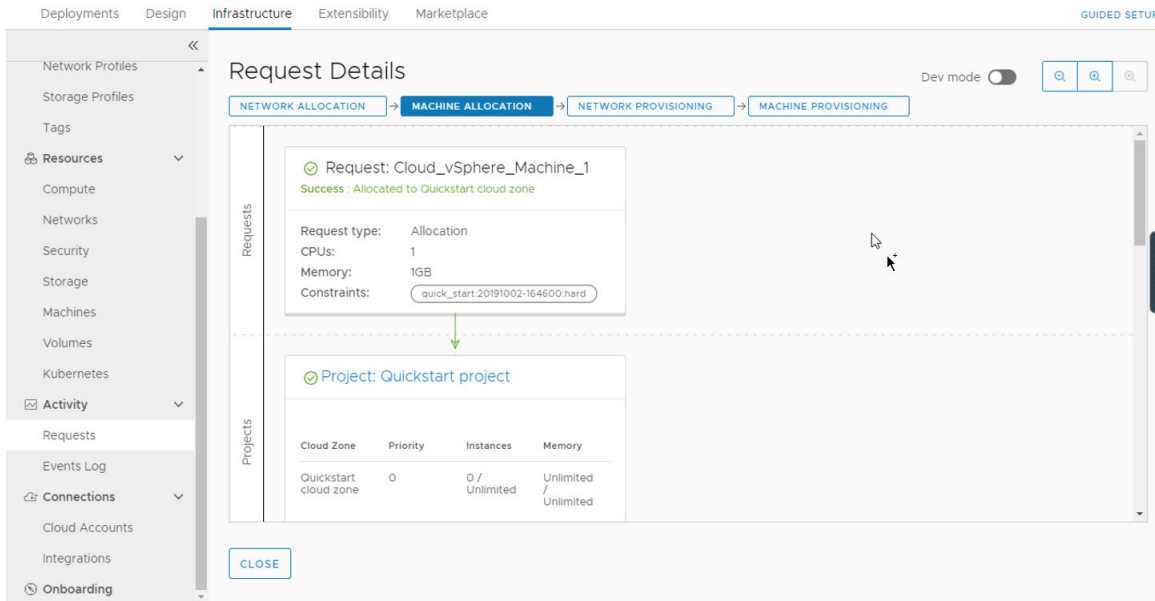 Deployments Design Infrastructure Extensibility Marketplace GUIDED SETUP
«
Network Profiles
Storage Profiles
Tags
Resources
Compute
Networks
Security
Storage
Machines
Volumes
Kubernetes
Activity
Requests
Events Log
Connections
Cloud Accounts
Integrations
Onboarding
Request Details
Dev mode
NETWORK ALLOCATION → MACHINE ALLOCATION → NETWORK PROVISIONING → MACHINE PROVISIONING
Requests
Request: Cloud_vSphere_Machine_1
Success : Allocated to Quickstart cloud zone
Request type: Allocation
CPUs: 1
Memory: 1GB
Constraints: quick_start:20191002-164600:hard
Projects
Project: Quickstart project
Cloud Zone Priority Instances Memory
Quickstart 0 0 / Unlimited
cloud zone Unlimited /
Unlimited
CLOSE